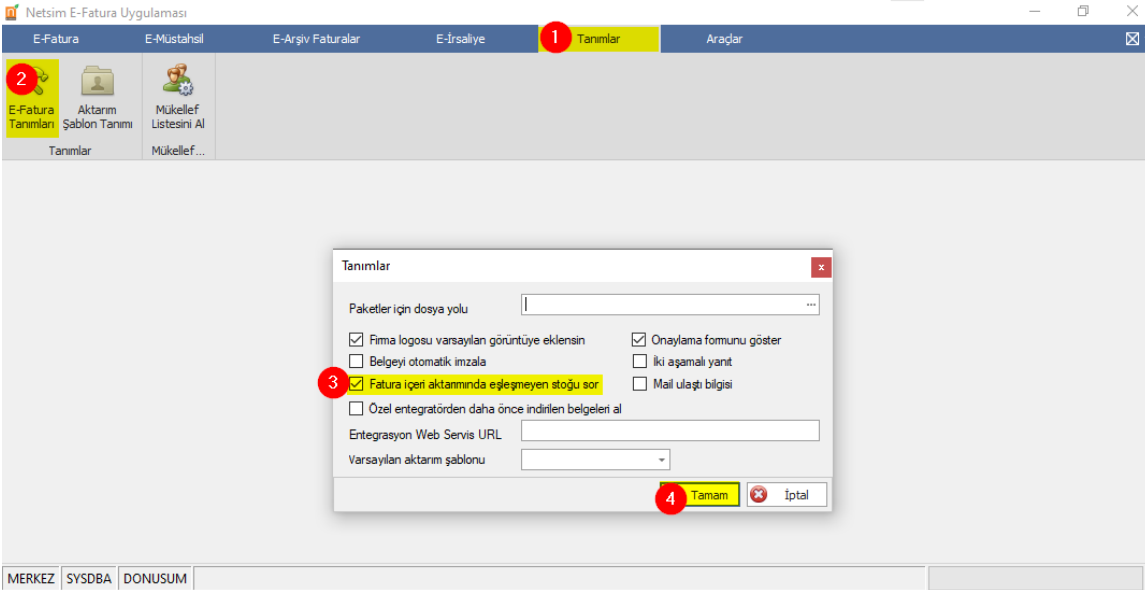 Netsim E-Fatura Uygulaması
E-Fatura E-Müstahsil E-Arşiv Faturalar E-İrsaliye 1 Tanımlar Araçlar
2
E-Fatura Tanımları
Aktarım Şablon Tanımı
Mükellef Listesini Al
Tanımlar Mükellef...
Tanımlar
Paketler için dosya yolu ...
Firma logosu varsayılan görüntüye eklensin Onaylama formunu göster
Belgeyi otomatik imzala İki aşamalı yanıt
3 Fatura içeri aktarımında eşleşmeyen stoğu sor Mail ulaştı bilgisi
Özel entegratörden daha önce indirilen belgeleri al
Entegrasyon Web Servis URL
Varsayılan aktarım şablonu
4 Tamam İptal
MERKEZ SYSDBA DONUSUM